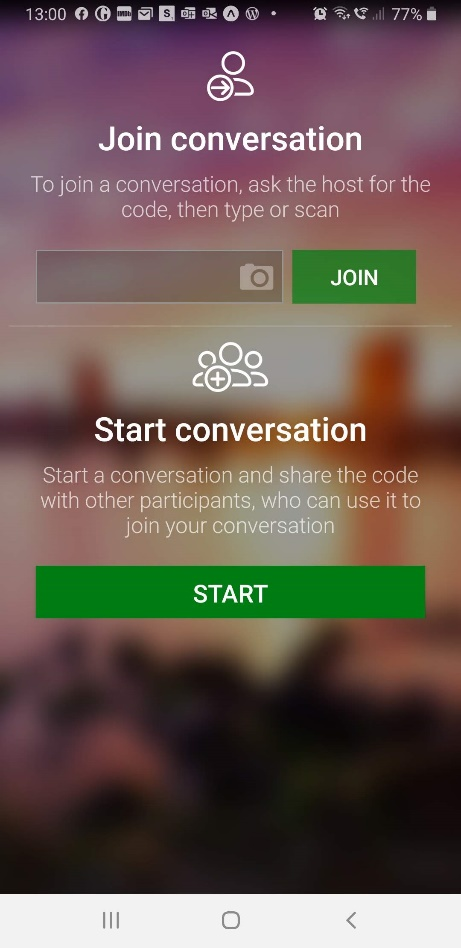 13:00 77%
Join conversation
To join a conversation, ask the host for the
code, then type or scan
JOIN
Start conversation
Start a conversation and share the code
with other participants, who can use it to
join your conversation
START